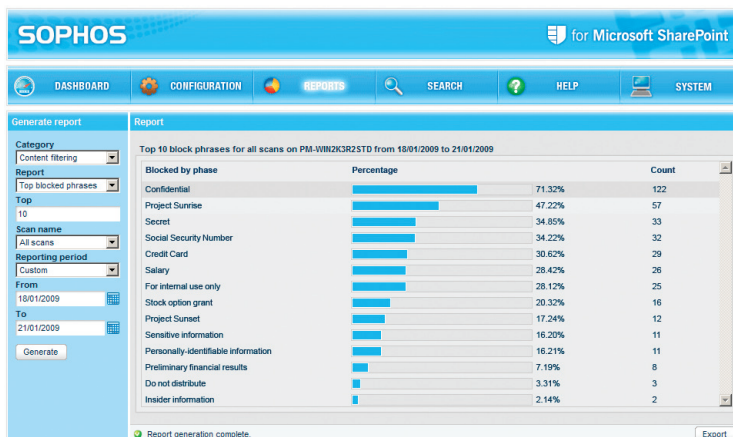 SOPHOS
for Microsoft SharePoint
DASHBOARD CONFIGURATION REPORTS SEARCH HELP SYSTEM
Generate report
Category
Content filtering
Report
Top blocked phrases
Top
10
Scan name
All scans
Reporting period
Custom
From
18/01/2009
To
21/01/2009
Generate
Report
Top 10 block phrases for all scans on PM-WIN2K3R2STD from 18/01/2009 to 21/01/2009
Blocked by phase Percentage Count
Confidential 71.32% 122
Project Sunrise 47.22% 57
Secret 34.85% 33
Social Security Number 34.22% 32
Credit Card 30.62% 29
Salary 28.42% 26
For internal use only 28.12% 25
Stock option grant 20.32% 16
Project Sunset 17.24% 12
Sensitive information 16.20% 11
Personally-identifiable information 16.21% 11
Preliminary financial results 7.19% 8
Do not distribute 3.31% 3
Insider information 2.14% 2
Report generation complete.
Export